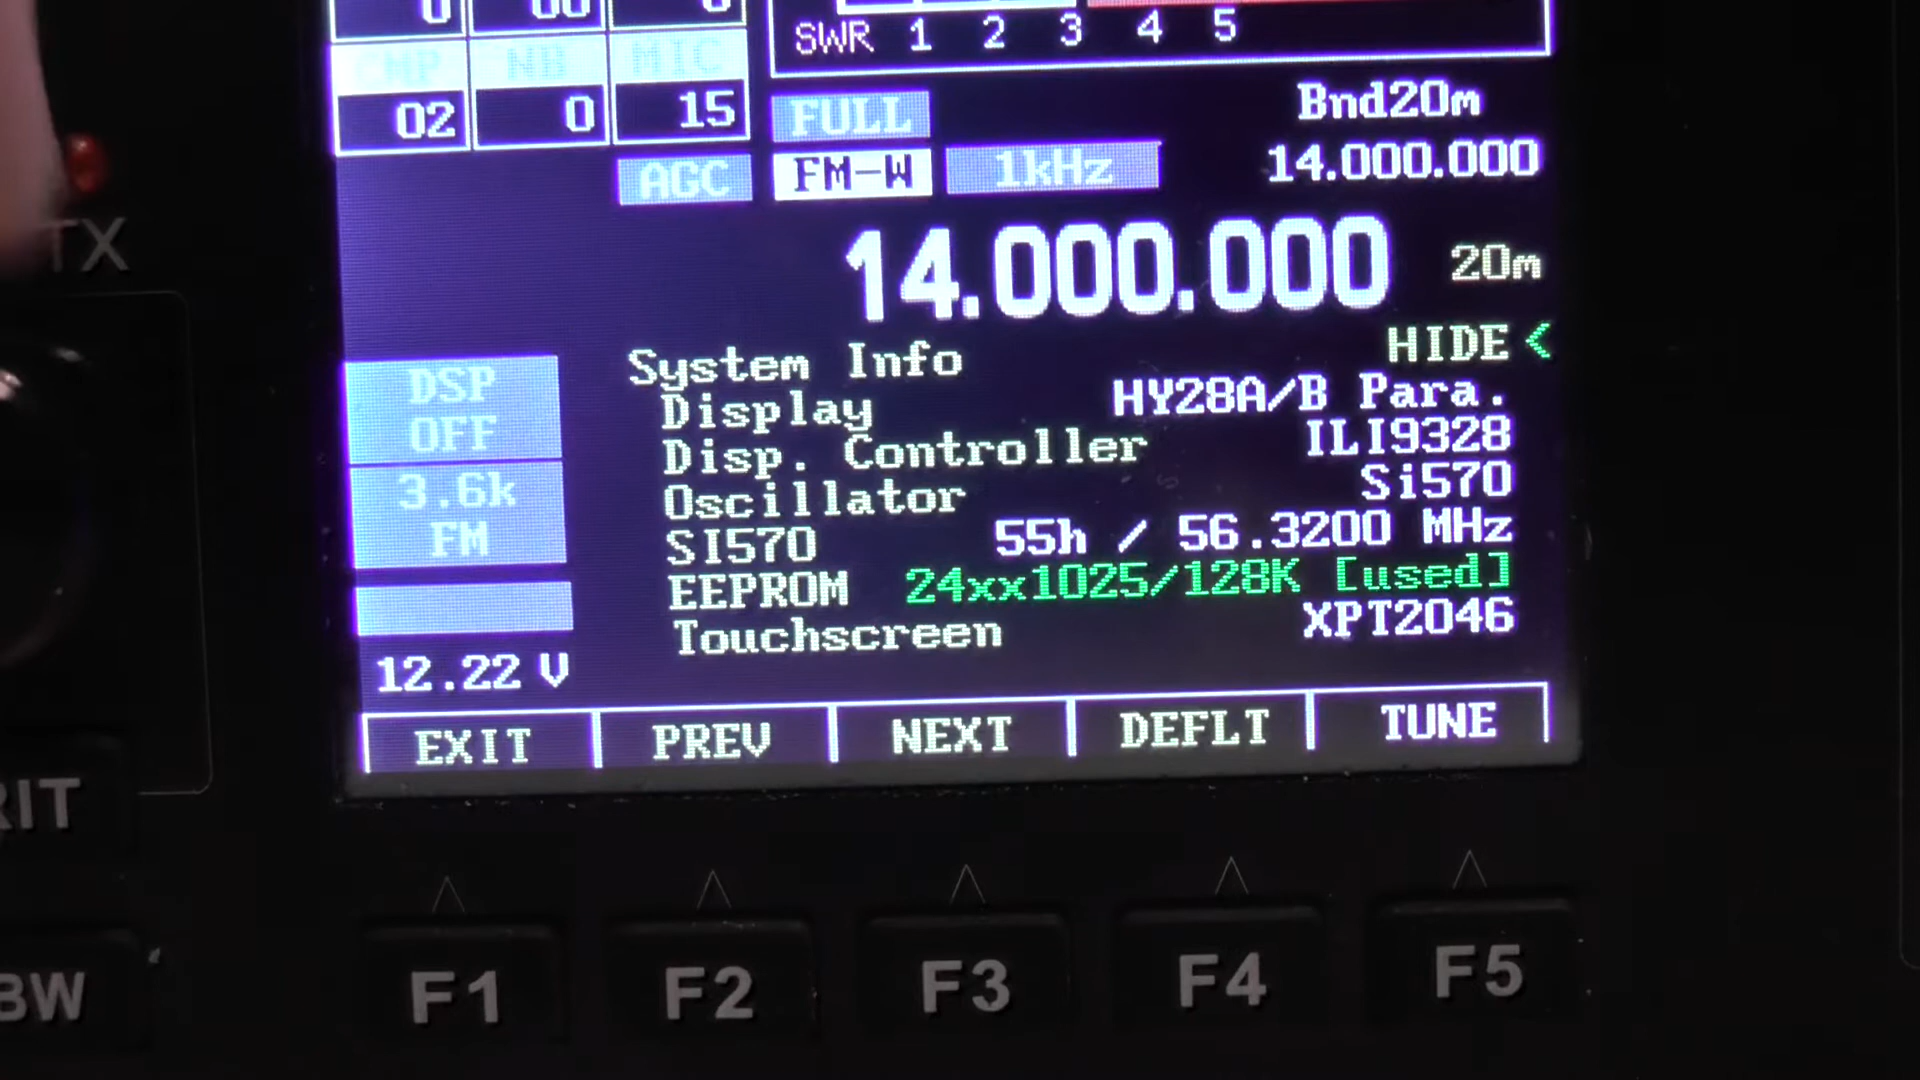 SWR 1 2 3 4 5
CMP NB MIC
02 0 15
FULL Bnd20m
AGC FM-W 1kHz 14.000.000
TX
14.000.000 20m
HIDE <
System Info
Display HY28A/B Para.
Disp. Controller ILI9328
Oscillator Si570
SI570 55h / 56.3200 MHz
EEPROM 24xx1025/128K [used]
Touchscreen XPT2046
DSP
OFF
3.6k
FM
12.22 V
EXIT PREV NEXT DEFLT TUNE
RIT
BW
F1 F2 F3 F4 F5